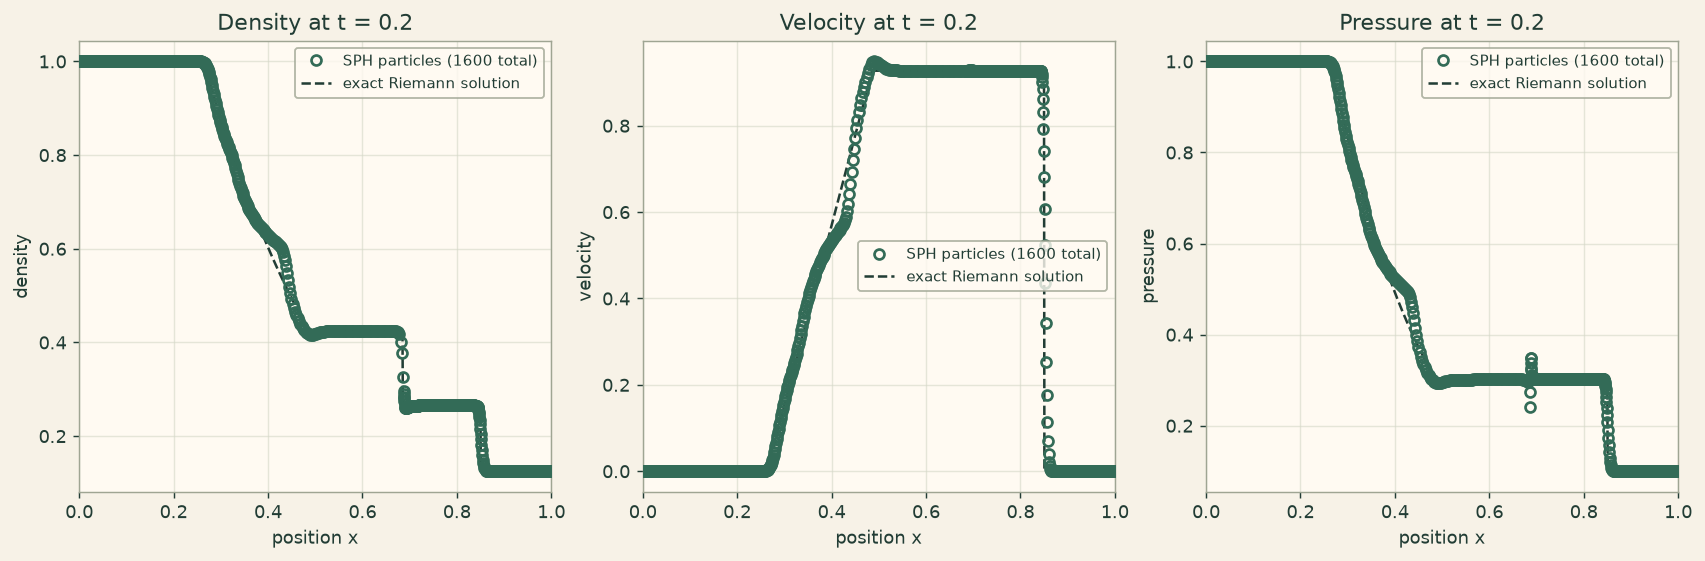 Density at t = 0.2
SPH particles (1600 total)
exact Riemann solution
density
1.0
0.8
0.6
0.4
0.2
0.0 0.2 0.4 0.6 0.8 1.0
position x
Velocity at t = 0.2
SPH particles (1600 total)
exact Riemann solution
velocity
0.8
0.6
0.4
0.2
0.0
0.0 0.2 0.4 0.6 0.8 1.0
position x
Pressure at t = 0.2
SPH particles (1600 total)
exact Riemann solution
pressure
1.0
0.8
0.6
0.4
0.2
0.0 0.2 0.4 0.6 0.8 1.0
position x